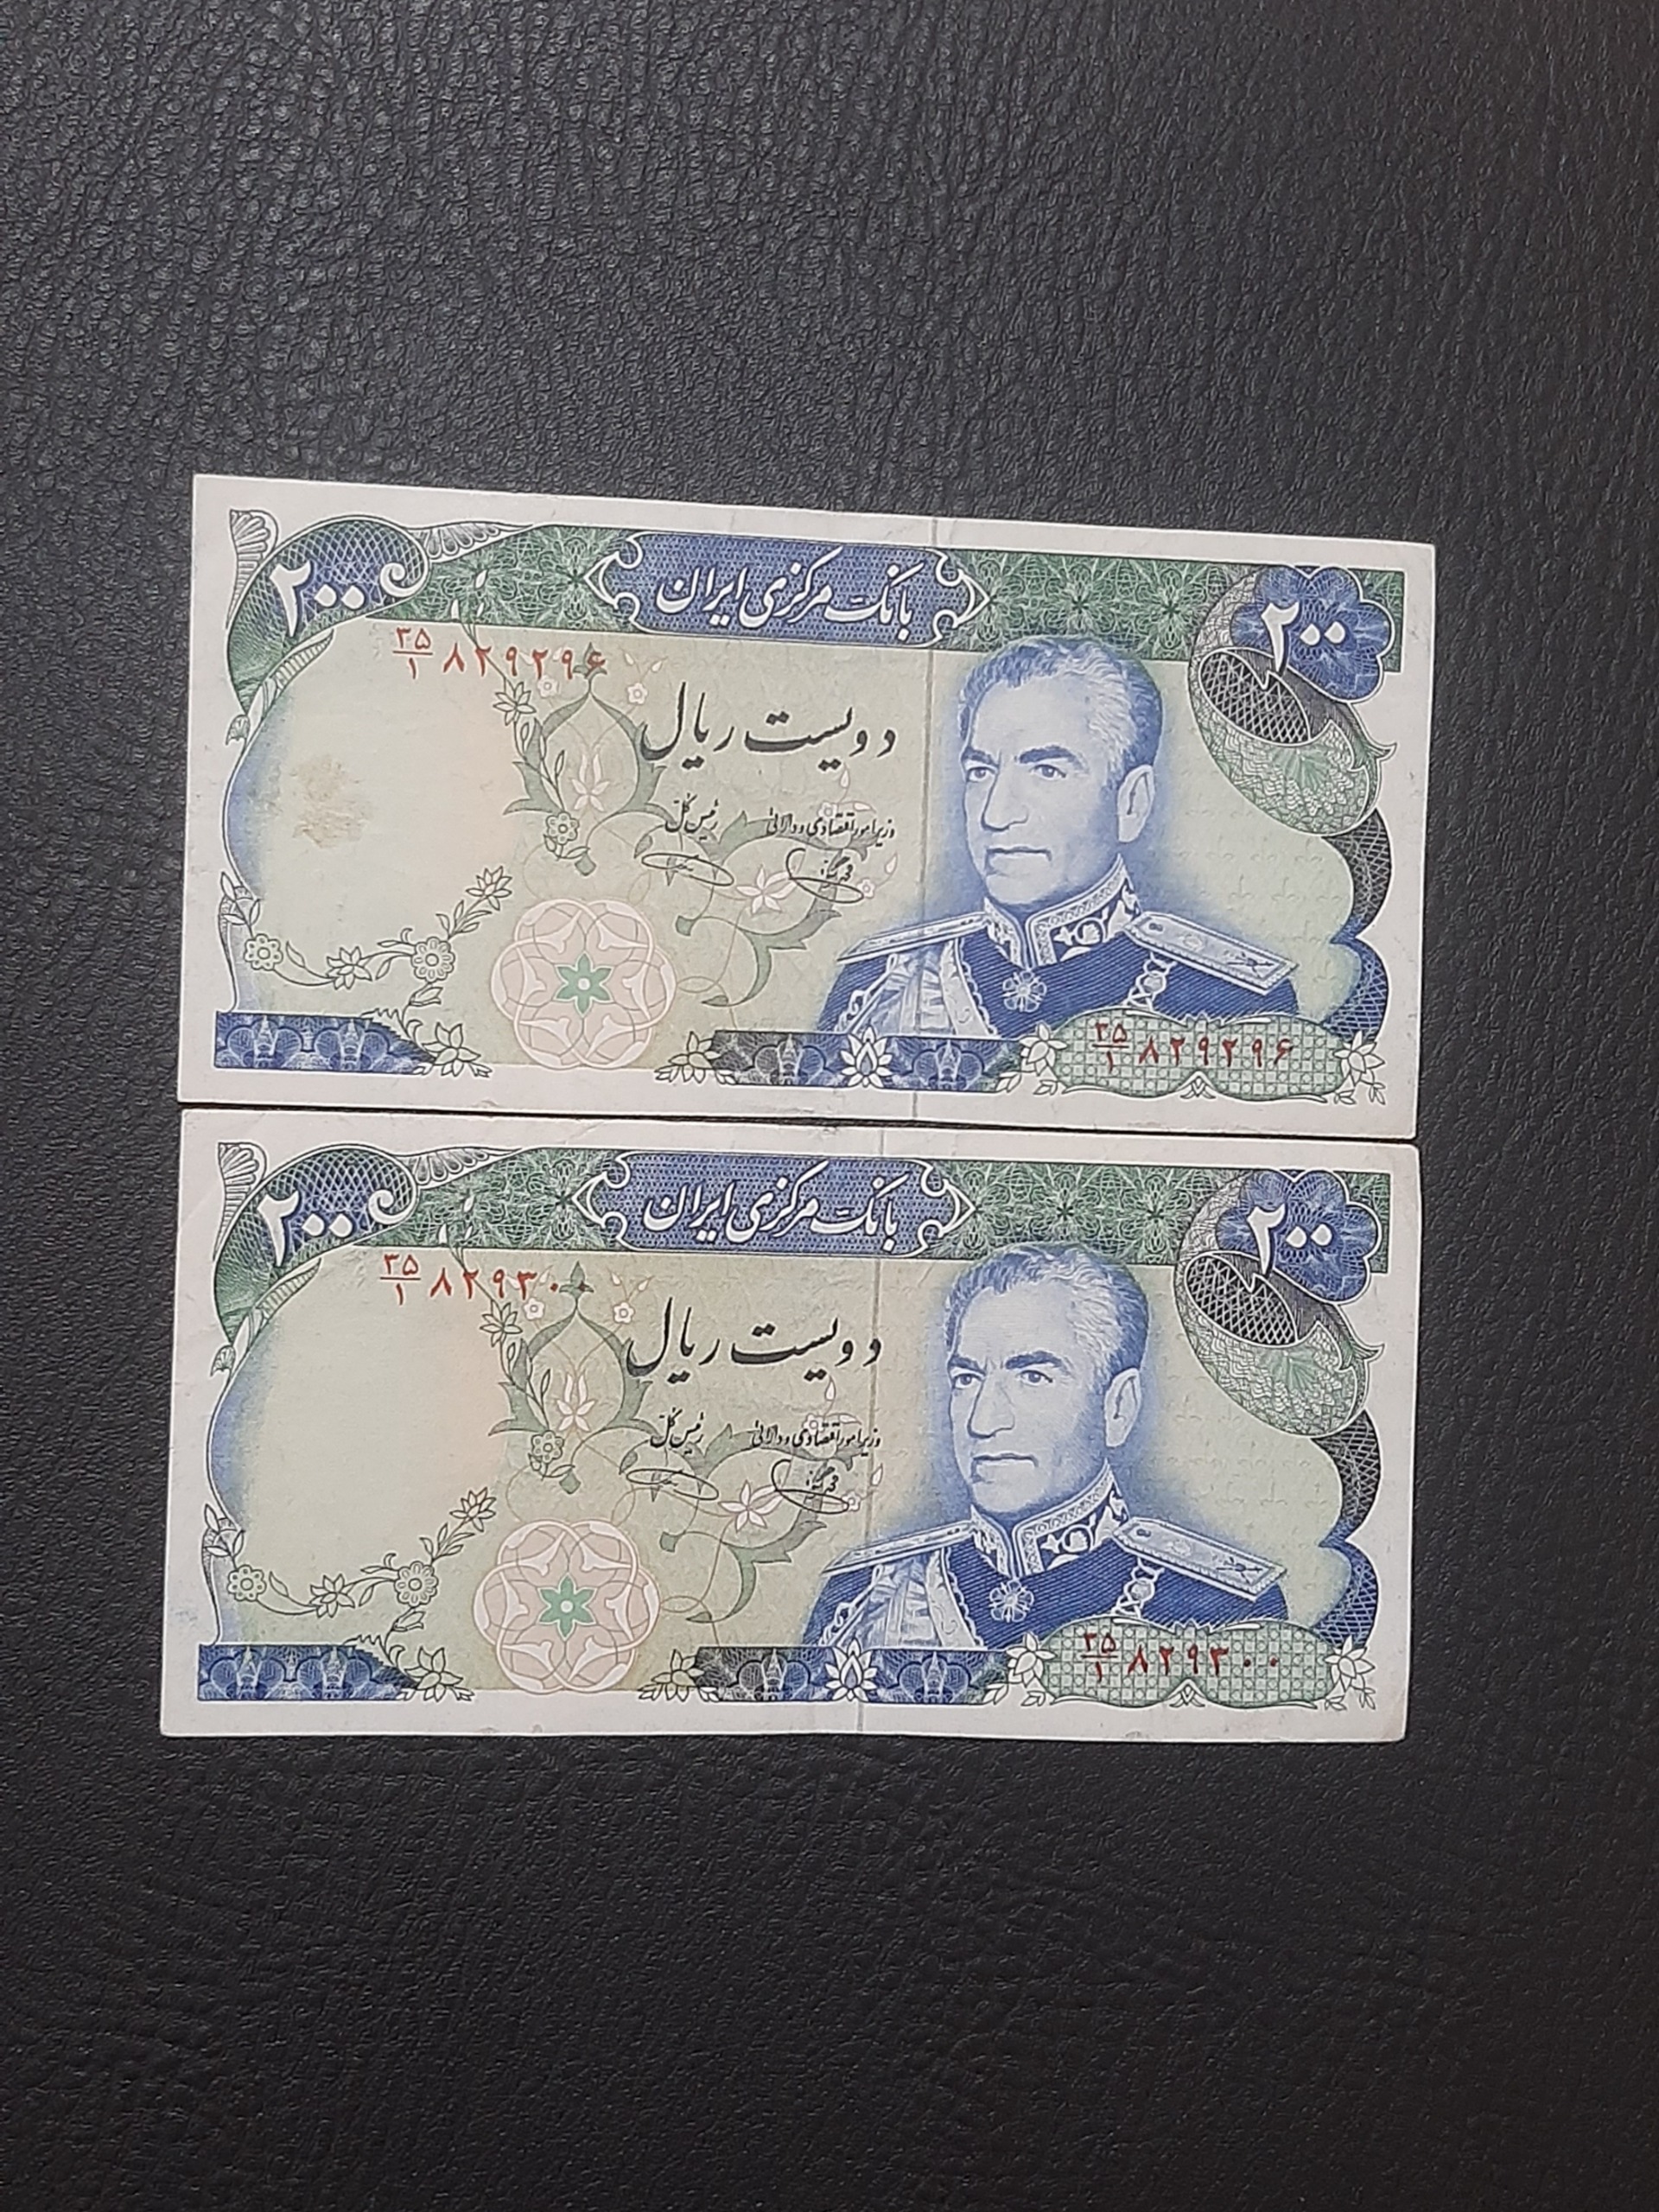 ۲۰۰
بانک مرکزی ایران
۲۰۰
۳۵/۱ ۸۲۹۲۹۶
دویست ریال
وزیر امور اقتصادی و دارائی
رئیس کل
۳۵/۱ ۸۲۹۲۹۶
۲۰۰
بانک مرکزی ایران
۲۰۰
۳۵/۱ ۸۲۹۳۰۰
دویست ریال
وزیر امور اقتصادی و دارائی
رئیس کل
۳۵/۱ ۸۲۹۳۰۰